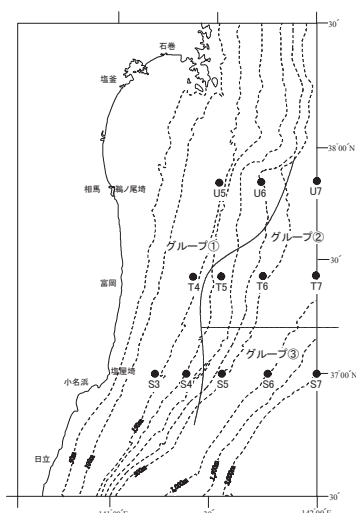 30'
石巻
塩釜
38°00'N
相馬 鵜ノ尾埼
U5 U6 U7
グループ① グループ②
富岡
T4 T5 T6 T7
30'
グループ③
塩屋埼
小名浜
S3 S4 S5 S6 S7
37°00'N
日立
30'
141°00'E 30' 142°00'E